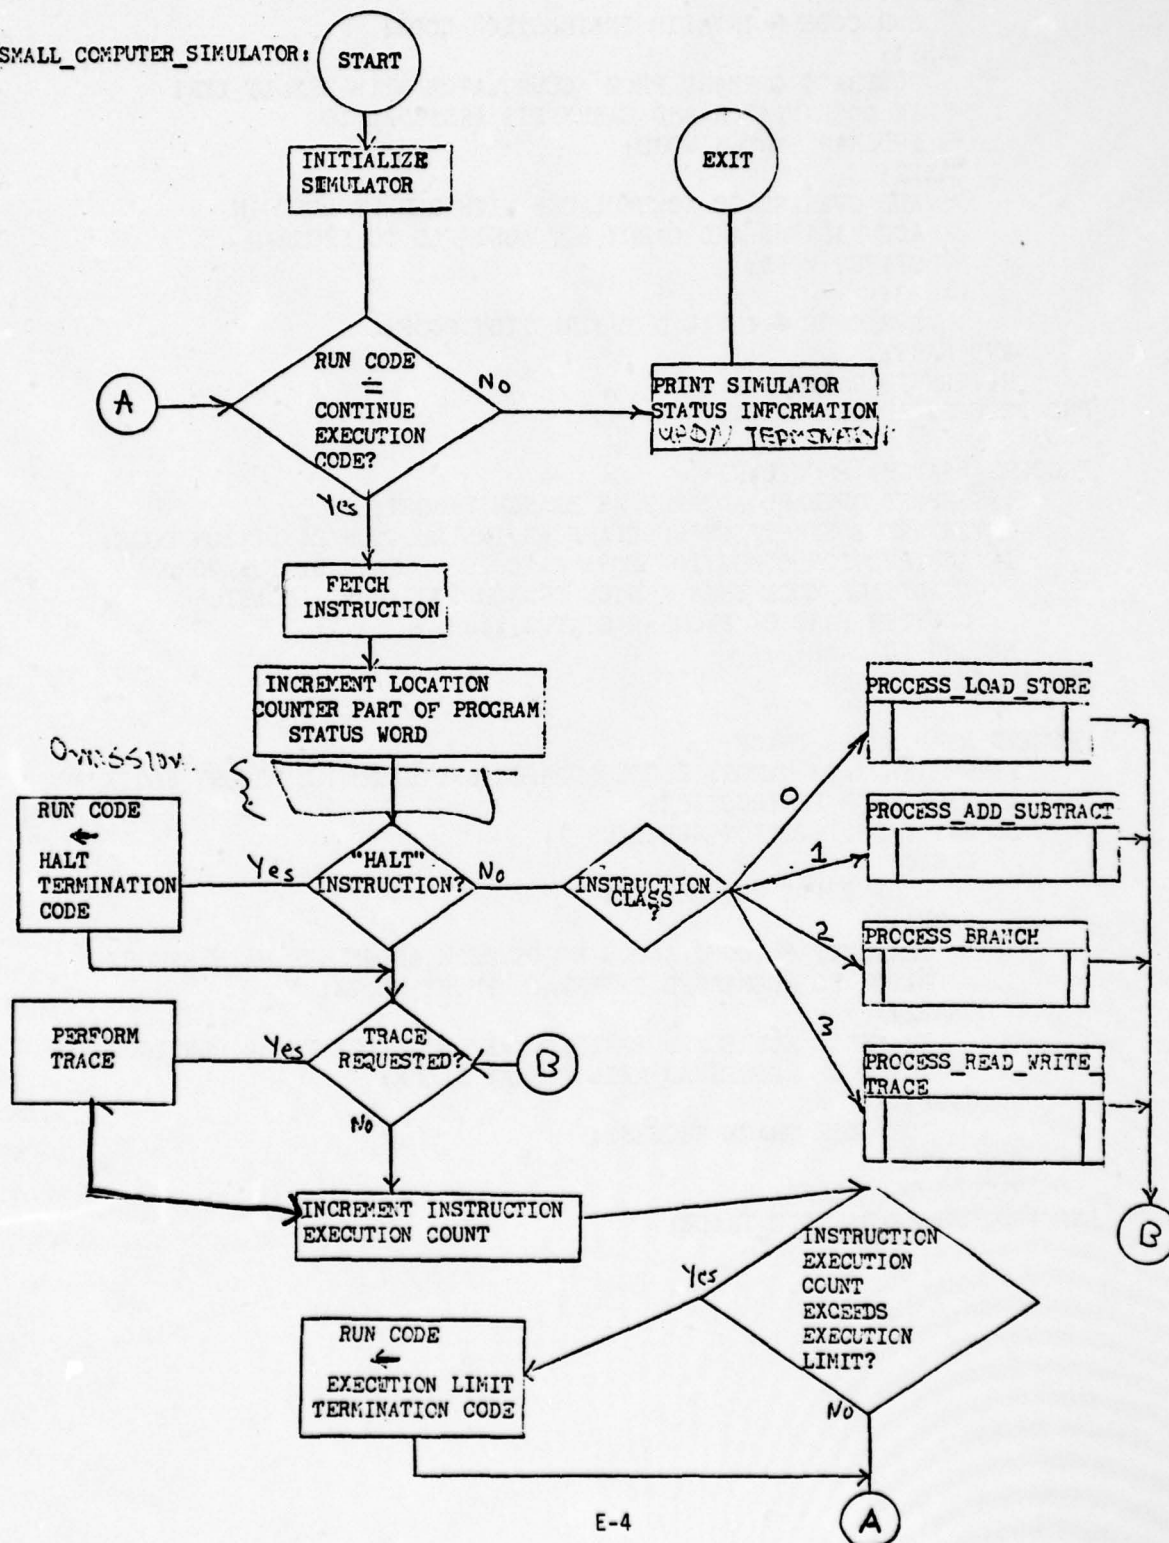 SMALL_COMPUTER_SIMULATOR:
START
INITIALIZE
SIMULATOR
EXIT
RUN CODE
=
CONTINUE
EXECUTION
CODE?
A
No
Yes
PRINT SIMULATOR
STATUS INFORMATION
UPON TERMINATION
FETCH
INSTRUCTION
INCREMENT LOCATION
COUNTER PART OF PROGRAM
STATUS WORD
Omission.
RUN CODE
←
HALT
TERMINATION
CODE
Yes
"HALT"
INSTRUCTION?
No
INSTRUCTION
CLASS
?
0
PROCESS_LOAD_STORE
1
PROCESS_ADD_SUBTRACT
2
PROCESS_BRANCH
3
PROCESS_READ_WRITE_
TRACE
B
PERFORM
TRACE
Yes
TRACE
REQUESTED?
B
No
INCREMENT INSTRUCTION
EXECUTION COUNT
INSTRUCTION
EXECUTION
COUNT
EXCEEDS
EXECUTION
LIMIT?
Yes
RUN CODE
←
EXECUTION LIMIT
TERMINATION CODE
No
A
E-4